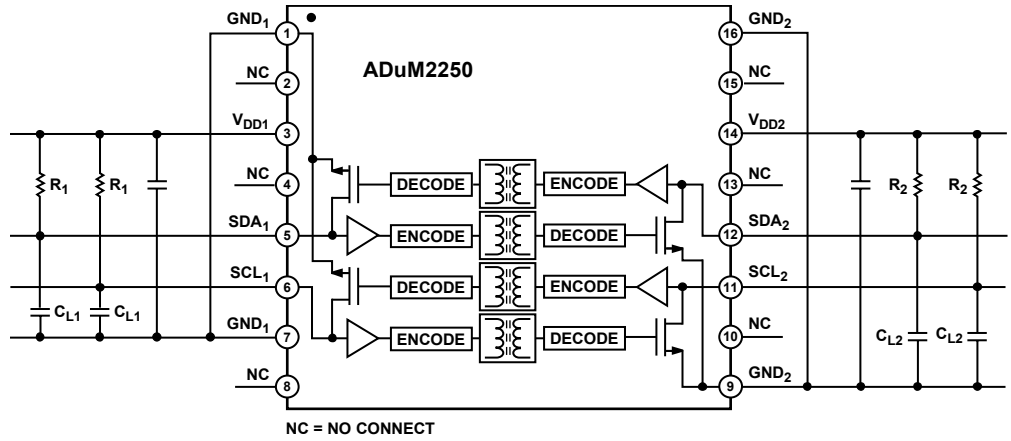 GND1
1
NC
2
VDD1
3
NC
4
SDA1
5
SCL1
6
GND1
7
NC
8
R1
R1
CL1
CL1
ADuM2250
DECODE
ENCODE
ENCODE
DECODE
DECODE
ENCODE
ENCODE
DECODE
GND2
16
NC
15
VDD2
14
NC
13
SDA2
12
SCL2
11
NC
10
GND2
9
R2
R2
CL2
CL2
NC = NO CONNECT